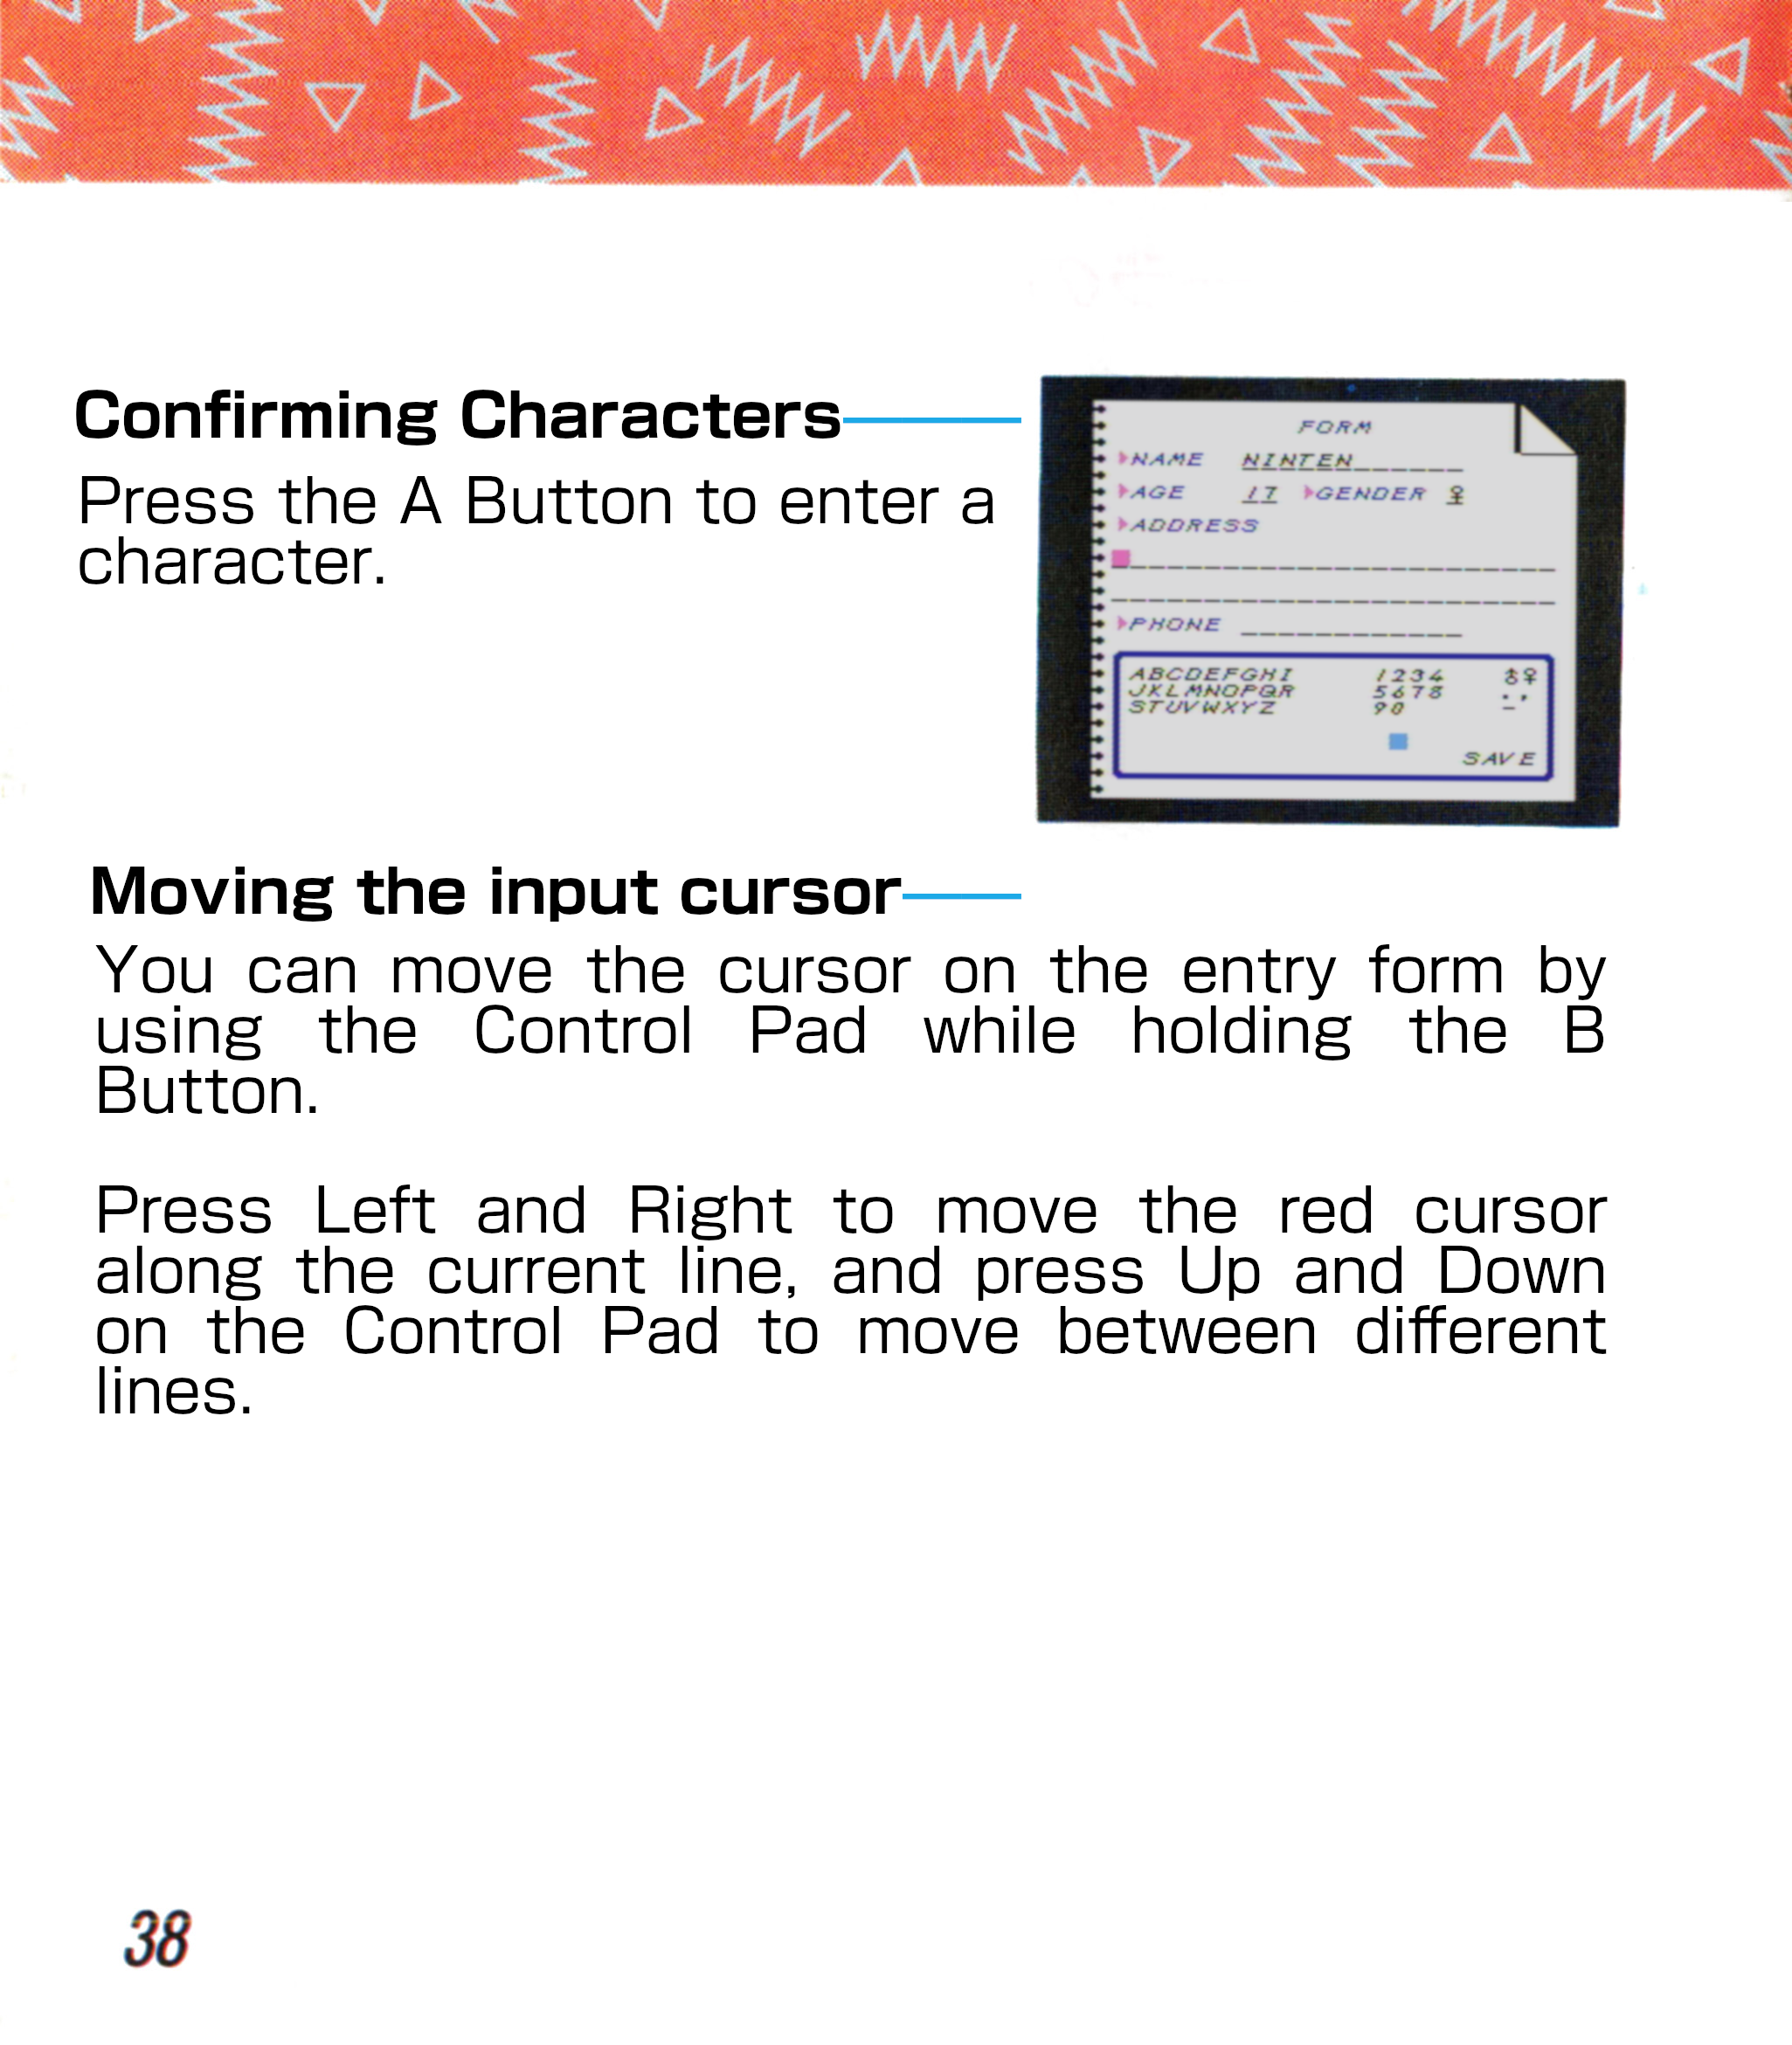 Confirming Characters
Press the A Button to enter a
character.
FORM
NAME NINTEN
AGE 17 GENDER ♀
ADDRESS
PHONE
ABCDEFGHI 1234 ♂♀
JKLMNOPQR 5678 . ,
STUVWXYZ 90 -
SAVE
Moving the input cursor
You can move the cursor on the entry form by
using the Control Pad while holding the B
Button.
Press Left and Right to move the red cursor
along the current line, and press Up and Down
on the Control Pad to move between different
lines.
38